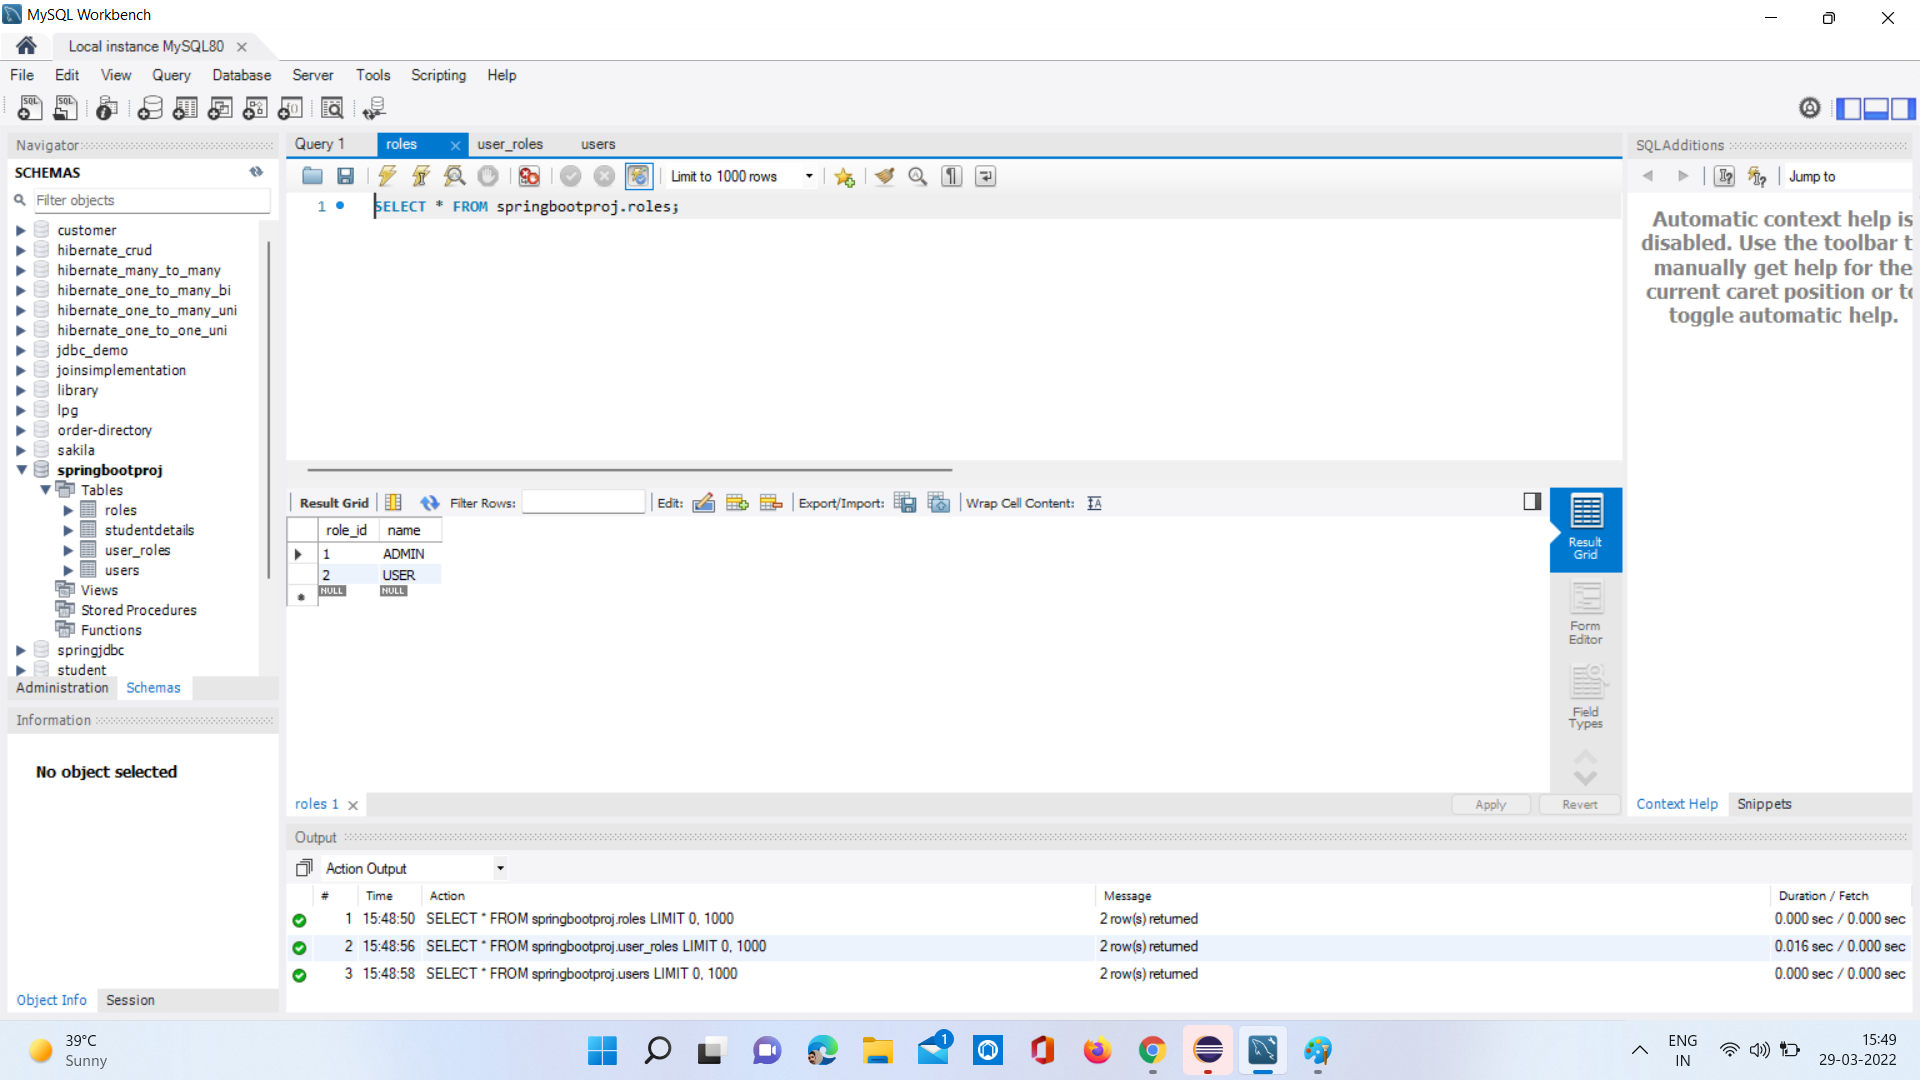 MySQL Workbench
Local instance MySQL80
File Edit View Query Database Server Tools Scripting Help
Navigator
SCHEMAS
Filter objects
customer
hibernate_crud
hibernate_many_to_many
hibernate_one_to_many_bi
hibernate_one_to_many_uni
hibernate_one_to_one_uni
jdbc_demo
joinsimplementation
library
lpg
order-directory
sakila
springbootproj
Tables
roles
studentdetails
user_roles
users
Views
Stored Procedures
Functions
springjdbc
student
Administration Schemas
Information
No object selected
Object Info Session
Query 1 roles user_roles users
Limit to 1000 rows
1 SELECT * FROM springbootproj.roles;
Result Grid Filter Rows: Edit: Export/Import: Wrap Cell Content:
role_id name
1 ADMIN
2 USER
NULL NULL
Result
Grid
Form
Editor
Field
Types
roles 1 Apply Revert
SQLAdditions
Jump to
Automatic context help is
disabled. Use the toolbar t
manually get help for the
current caret position or to
toggle automatic help.
Context Help Snippets
Output
Action Output
# Time Action Message Duration / Fetch
1 15:48:50 SELECT * FROM springbootproj.roles LIMIT 0, 1000 2 row(s) returned 0.000 sec / 0.000 sec
2 15:48:56 SELECT * FROM springbootproj.user_roles LIMIT 0, 1000 2 row(s) returned 0.016 sec / 0.000 sec
3 15:48:58 SELECT * FROM springbootproj.users LIMIT 0, 1000 2 row(s) returned 0.000 sec / 0.000 sec
39°C
Sunny
1
ENG
IN
15:49
29-03-2022